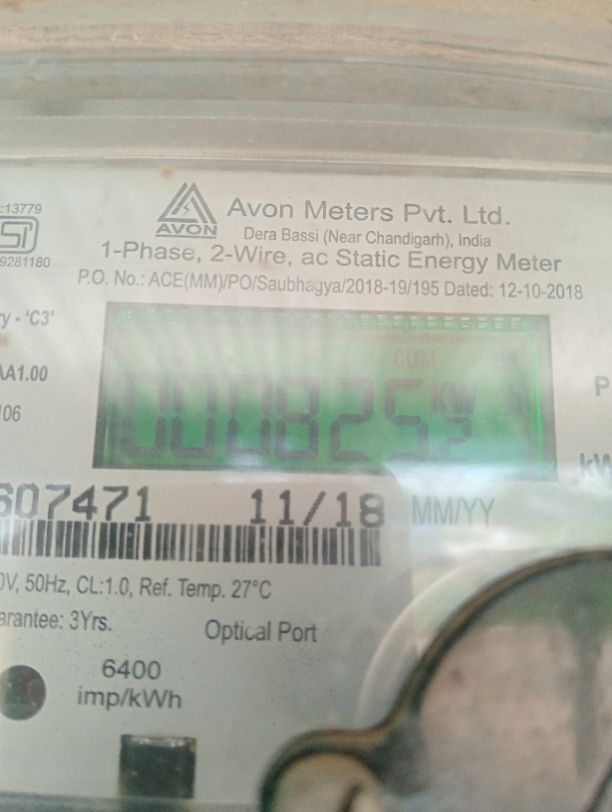 :13779
9281180
AVON
Avon Meters Pvt. Ltd.
Dera Bassi (Near Chandigarh), India
1-Phase, 2-Wire, ac Static Energy Meter
P.O. No.: ACE(MM)/PO/Saubhagya/2018-19/195 Dated: 12-10-2018
y - 'C3'
A1.00
106
CUM
000825.2 KW
P
607471 11/18 MM/YY
0V, 50Hz, CL:1.0, Ref. Temp. 27°C
arantee: 3Yrs.
Optical Port
6400
imp/kWh